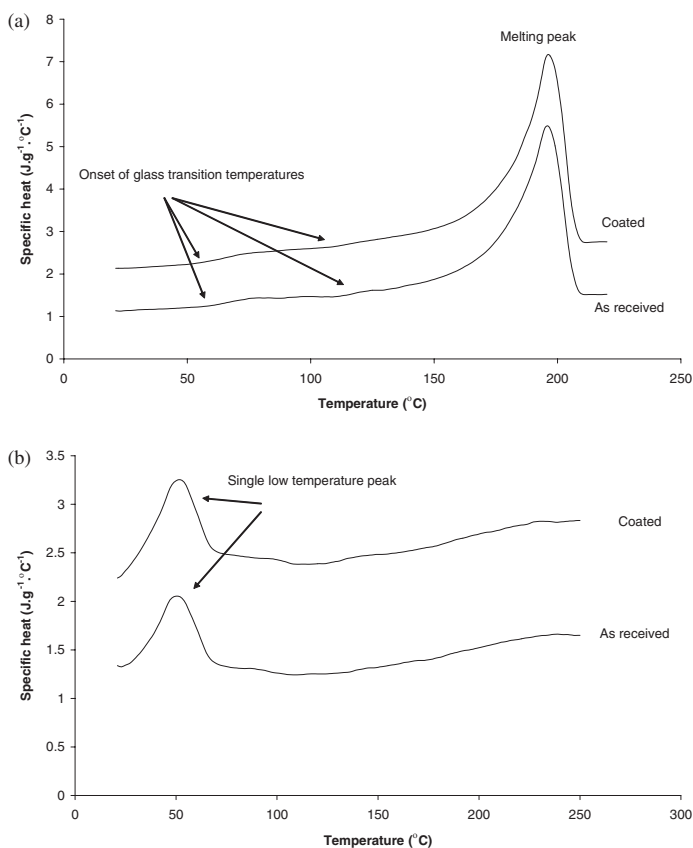 (a)
8
7
6
5
4
3
2
1
0
Specific heat (J.g⁻¹.°C⁻¹)
Melting peak
Onset of glass transition temperatures
Coated
As received
0 50 100 150 200 250
Temperature (°C)
(b)
3.5
3
2.5
2
1.5
1
0.5
0
Specific heat (J.g⁻¹.°C⁻¹)
Single low temperature peak
Coated
As received
0 50 100 150 200 250 300
Temperature (°C)